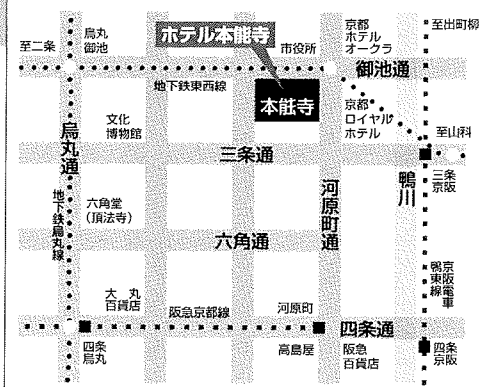 至二条
烏丸
御池
ホテル本能寺
市役所
京都
ホテル
オークラ
至出町柳
御池通
地下鉄東西線
本能寺
文化
博物館
京都
ロイヤル
ホテル
至山科
烏丸通
三条通
三条
京阪
地下鉄烏丸線
六角堂
（頂法寺）
河原町通
鴨川
六角通
京阪電車
鴨東線
大丸
百貨店
阪急京都線
河原町
四条通
四条
烏丸
高島屋
阪急
百貨店
四条
京阪